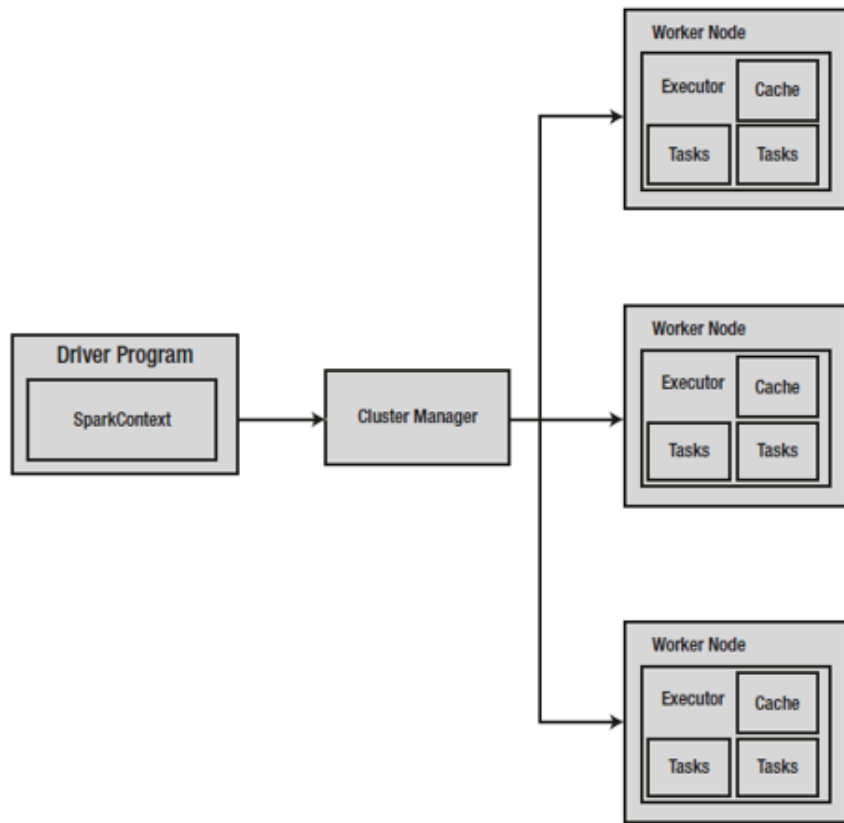 Worker Node
Executor
Cache
Tasks
Tasks
Driver Program
SparkContext
Cluster Manager
Worker Node
Executor
Cache
Tasks
Tasks
Worker Node
Executor
Cache
Tasks
Tasks